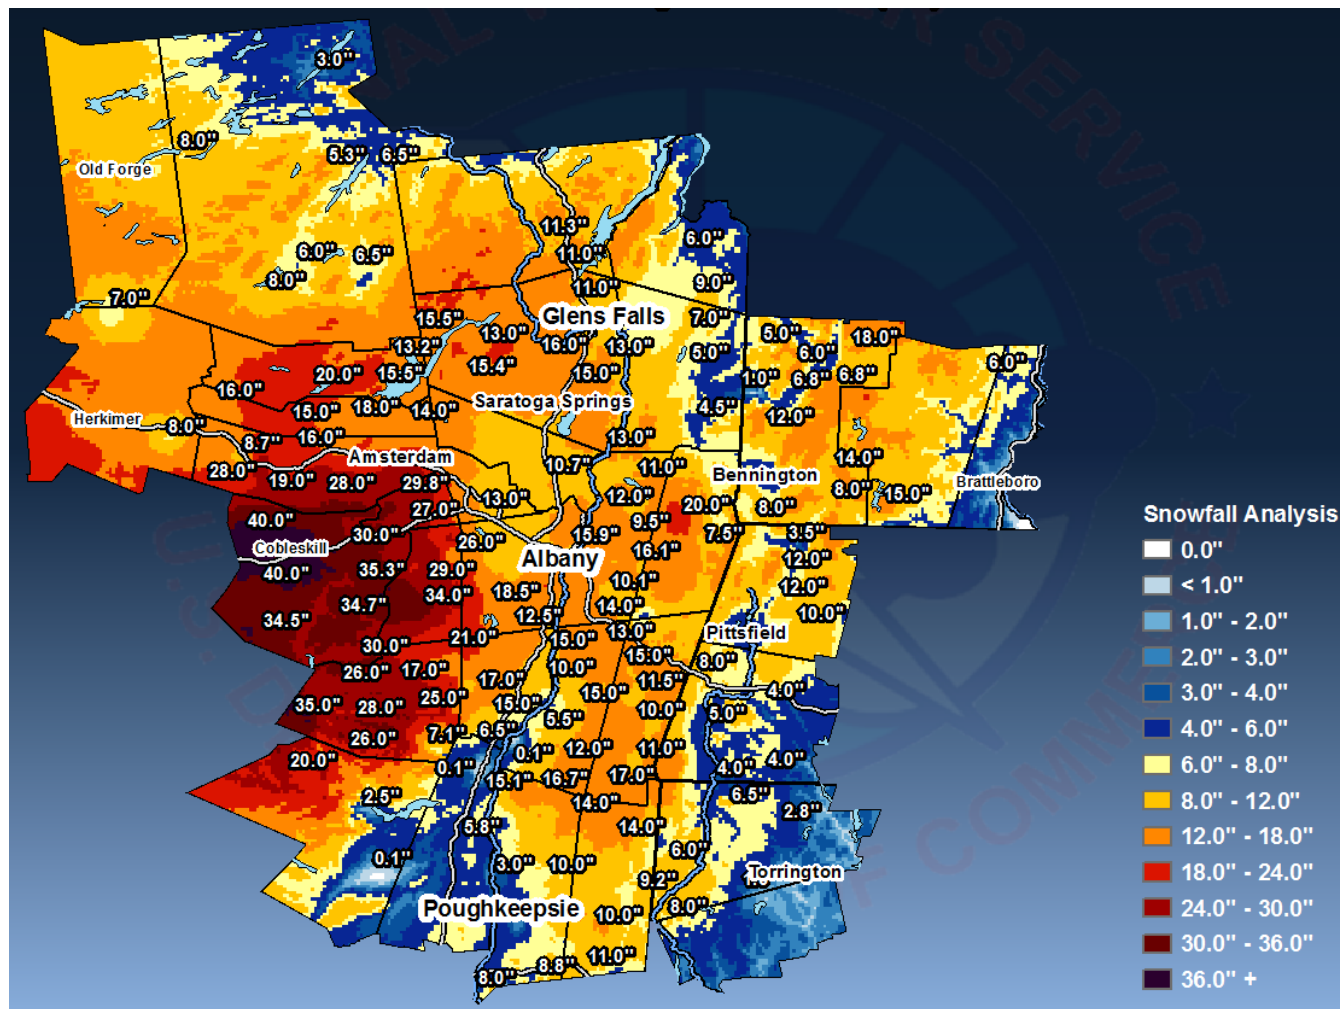 3.0"
8.0"
5.3" 6.5"
Old Forge
11.3"
6.0"
6.0" 6.5" 11.0"
8.0" 11.0" 9.0"
7.0"
15.5" Glens Falls 7.0"
13.0" 5.0" 18.0"
13.2" 16.0" 13.0" 5.0" 6.0" 6.0"
20.0" 15.5" 15.4" 15.0" 1.0" 6.8" 6.8"
16.0"
15.0" 18.0" 14.0" Saratoga Springs 4.5" 12.0"
Herkimer 8.0"
8.7" 16.0" 13.0"
Amsterdam 10.7" 11.0" 14.0"
28.0" 19.0" 28.0" 29.8" Bennington Brattleboro
13.0" 12.0" 20.0" 8.0" 8.0" 15.0"
40.0" 27.0" 9.5"
30.0" 26.0" 15.9" 7.5" 3.5"
Cobleskill Albany 16.1" 12.0"
40.0" 35.3" 29.0" 10.1" 12.0"
34.7" 34.0" 18.5" 14.0" 10.0"
34.5" 12.5"
30.0" 21.0" 15.0" 13.0" Pittsfield
26.0" 17.0" 17.0" 10.0" 15.0" 8.0"
35.0" 28.0" 25.0" 15.0" 15.0" 11.5" 4.0"
5.5" 10.0" 5.0"
26.0" 7.1" 6.5"
20.0" 0.1" 0.1" 12.0" 11.0" 4.0" 4.0"
15.1" 16.7" 17.0"
2.5" 14.0" 6.5" 2.8"
5.8" 14.0"
0.1" 3.0" 10.0" 6.0"
9.2" Torrington
Poughkeepsie 10.0" 8.0"
8.0" 8.8" 11.0"
Snowfall Analysis
0.0"
< 1.0"
1.0" - 2.0"
2.0" - 3.0"
3.0" - 4.0"
4.0" - 6.0"
6.0" - 8.0"
8.0" - 12.0"
12.0" - 18.0"
18.0" - 24.0"
24.0" - 30.0"
30.0" - 36.0"
36.0" +